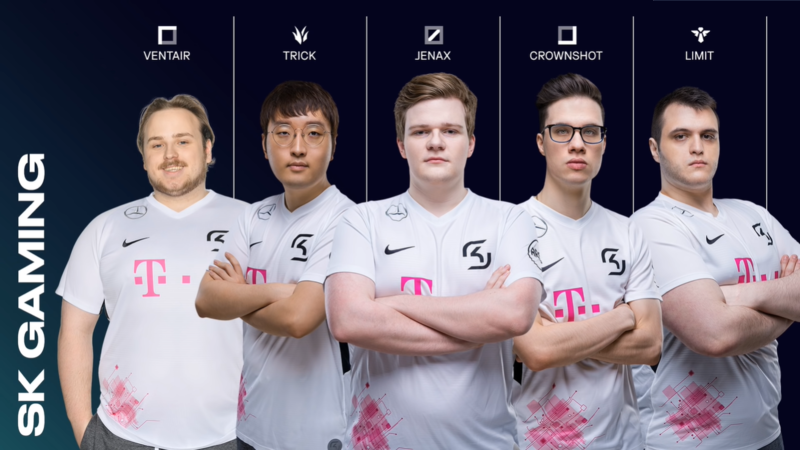 SK GAMING
VENTAIR
TRICK
JENAX
CROWNSHOT
LIMIT
T
T
T
T
T